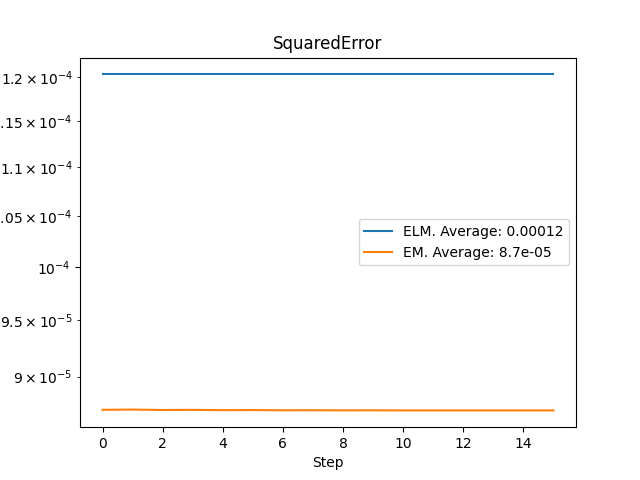 SquaredError
1.2 × 10⁻⁴
.15 × 10⁻⁴
1.1 × 10⁻⁴
.05 × 10⁻⁴
10⁻⁴
9.5 × 10⁻⁵
9 × 10⁻⁵
ELM. Average: 0.00012
EM. Average: 8.7e-05
0 2 4 6 8 10 12 14
Step